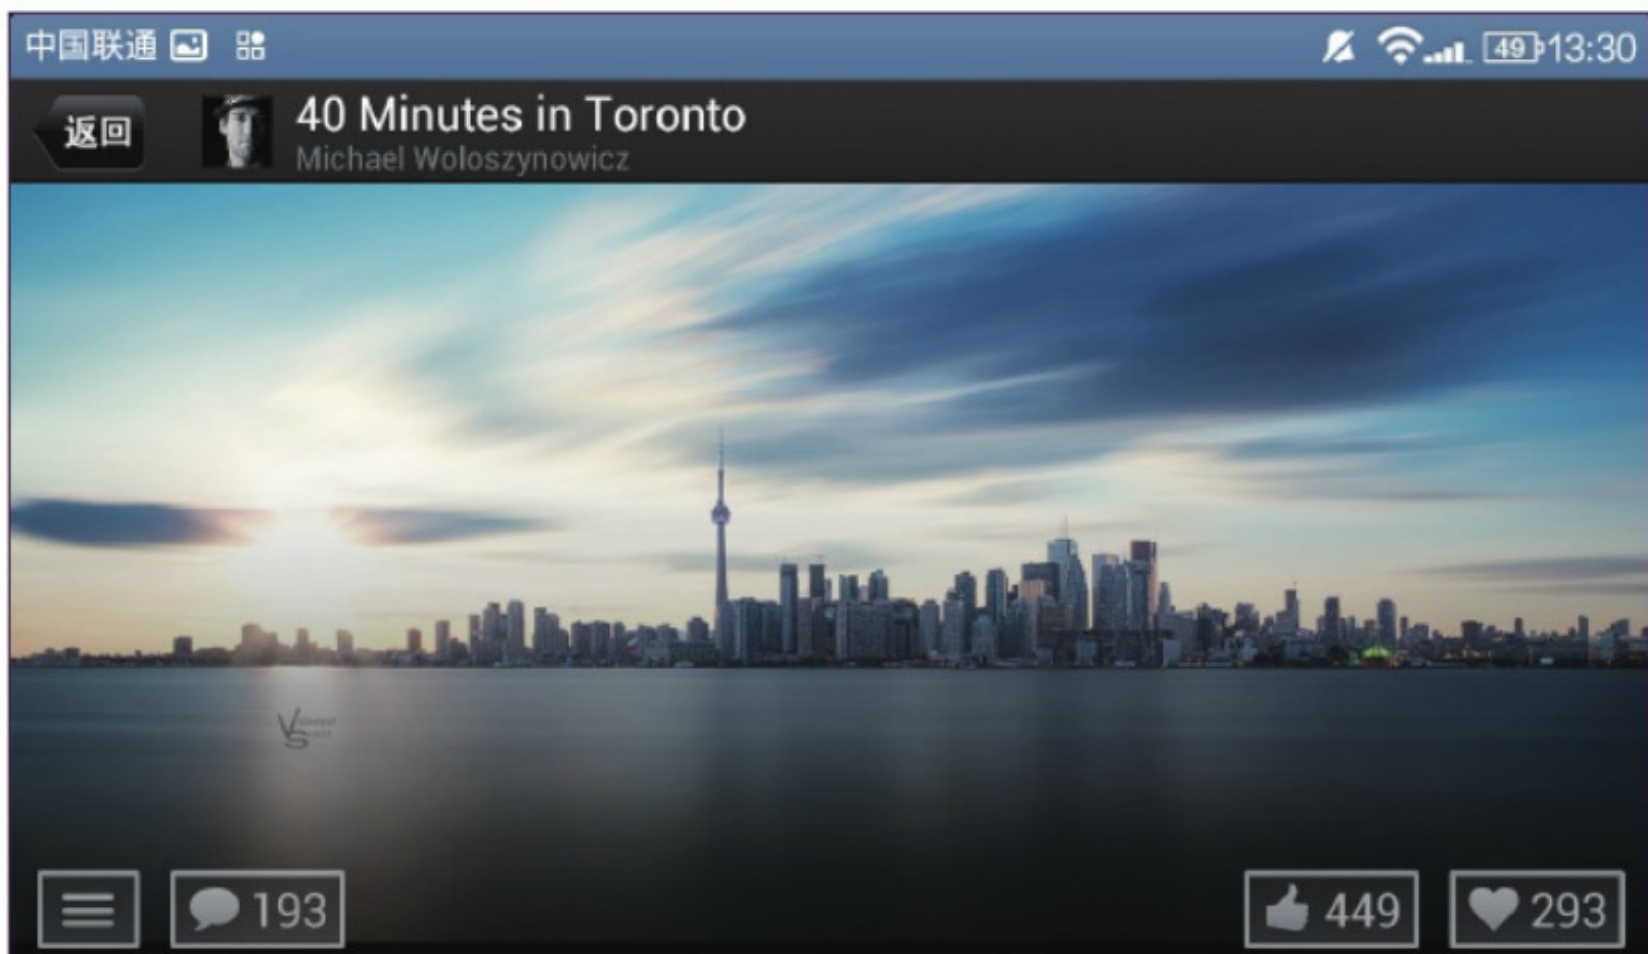 中国联通 49 13:30
返回 40 Minutes in Toronto
Michael Woloszynowicz
193 449 293